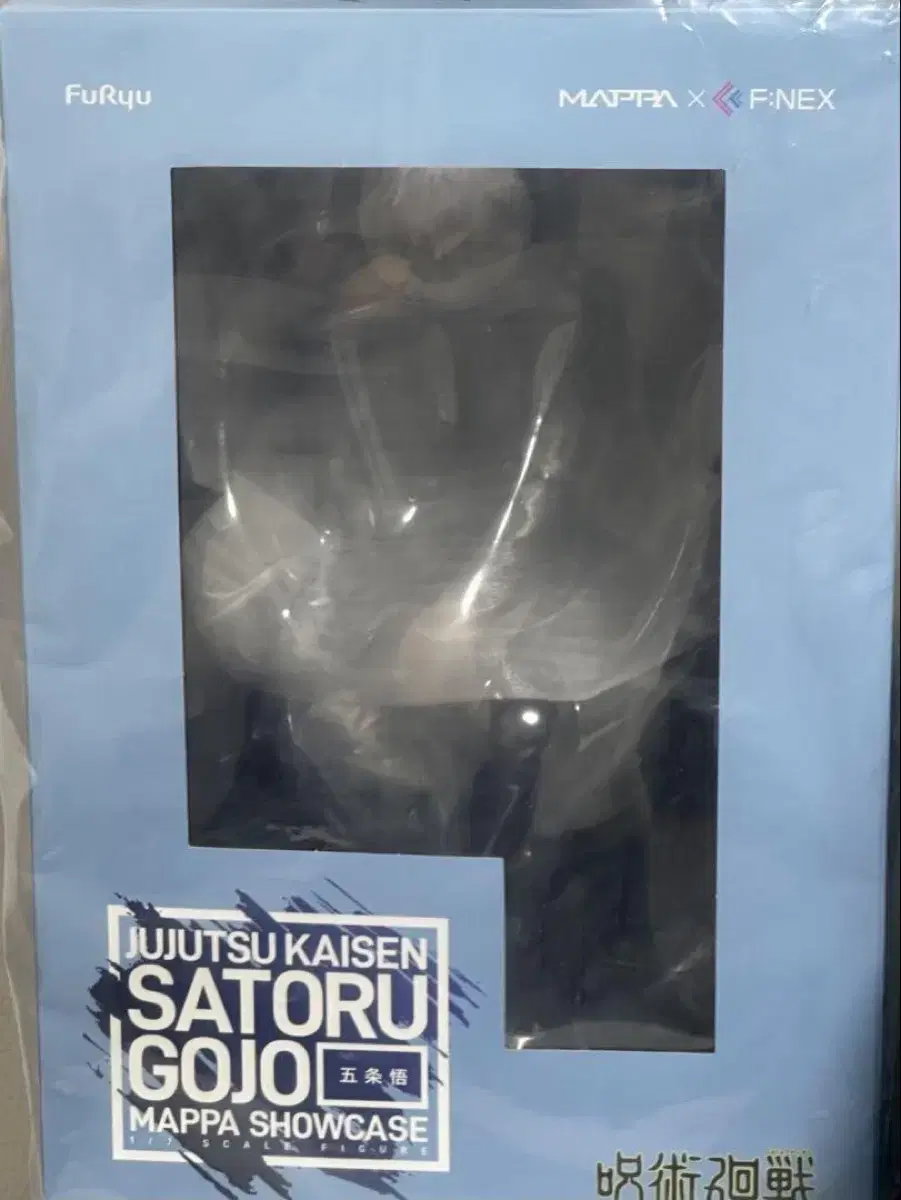 FuRyu
MAPPA × F:NEX
JUJUTSU KAISEN
SATORU
GOJO
五条悟
MAPPA SHOWCASE
1/7 SCALE FIGURE
呪術廻戦